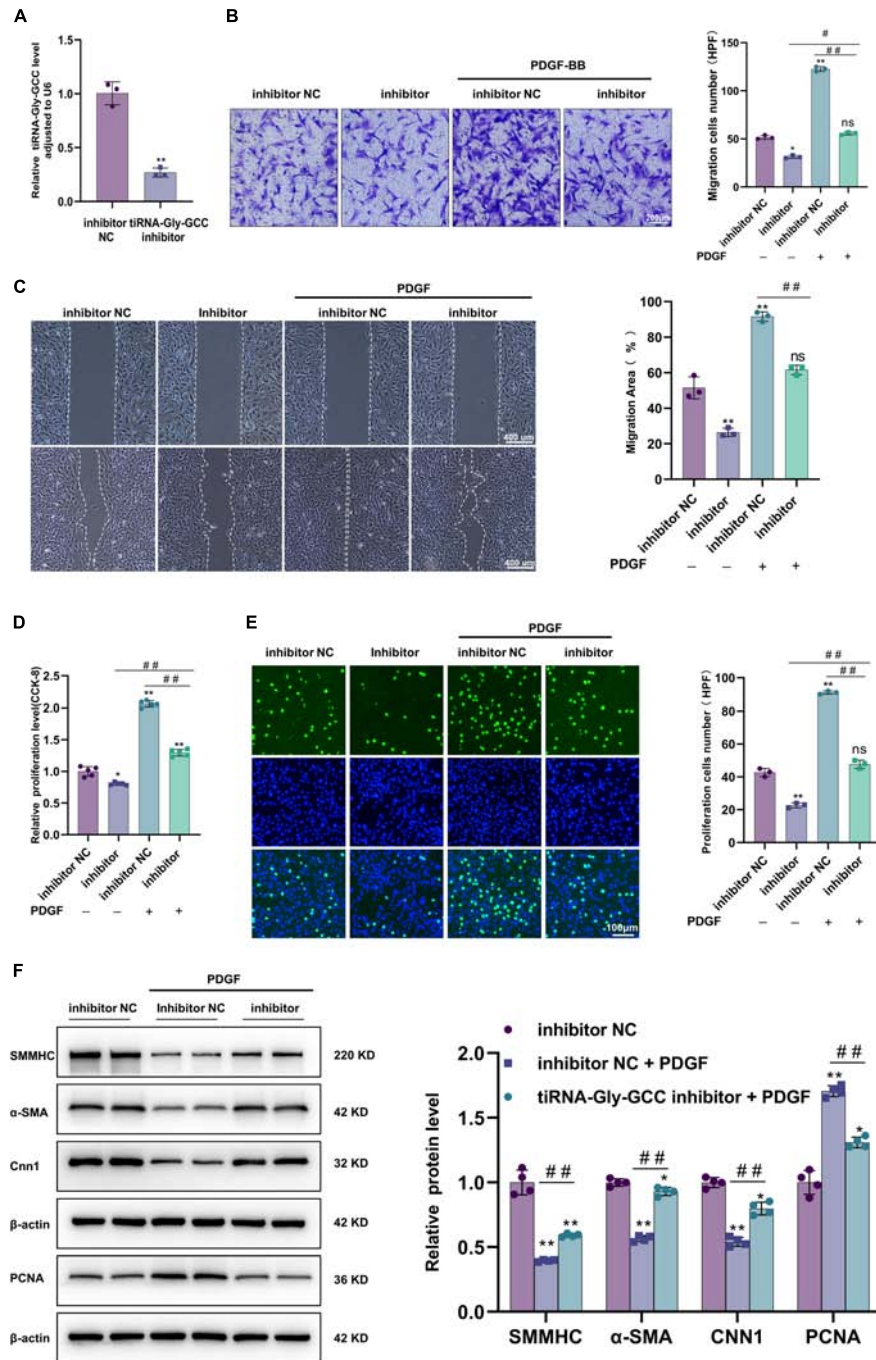 A
Relative tiRNA-Gly-GCC level
adjusted to U6
1.5
1.0
0.5
0.0
**
inhibitor
NC
tiRNA-Gly-GCC
inhibitor
B
PDGF-BB
inhibitor NC
inhibitor
inhibitor NC
inhibitor
200μm
Migration cells number (HPF)
150
100
50
0
#
# #
**
*
ns
inhibitor NC
inhibitor
inhibitor NC
inhibitor
PDGF – – + +
C
PDGF
inhibitor NC
Inhibitor
inhibitor NC
inhibitor
400 μm
400 μm
Migration Area ( % )
100
80
60
40
20
0
# #
**
**
ns
inhibitor NC
inhibitor
inhibitor NC
inhibitor
PDGF – – + +
D
Relative proliferation level(CCK-8)
2.5
2.0
1.5
1.0
0.5
0.0
# #
# #
**
*
**
inhibitor NC
inhibitor
inhibitor NC
inhibitor
PDGF – – + +
E
PDGF
inhibitor NC
Inhibitor
inhibitor NC
inhibitor
100μm
Proliferation cells number (HPF)
100
80
60
40
20
0
# #
# #
**
**
ns
inhibitor NC
inhibitor
inhibitor NC
inhibitor
PDGF – – + +
F
PDGF
inhibitor NC
Inhibitor NC
inhibitor
SMMHC 220 KD
α-SMA 42 KD
Cnn1 32 KD
β-actin 42 KD
PCNA 36 KD
β-actin 42 KD
inhibitor NC
inhibitor NC + PDGF
tiRNA-Gly-GCC inhibitor + PDGF
Relative protein level
2.0
1.5
1.0
0.5
0.0
# #
**
**
# #
**
*
# #
**
*
# #
**
*
SMMHC
α-SMA
CNN1
PCNA